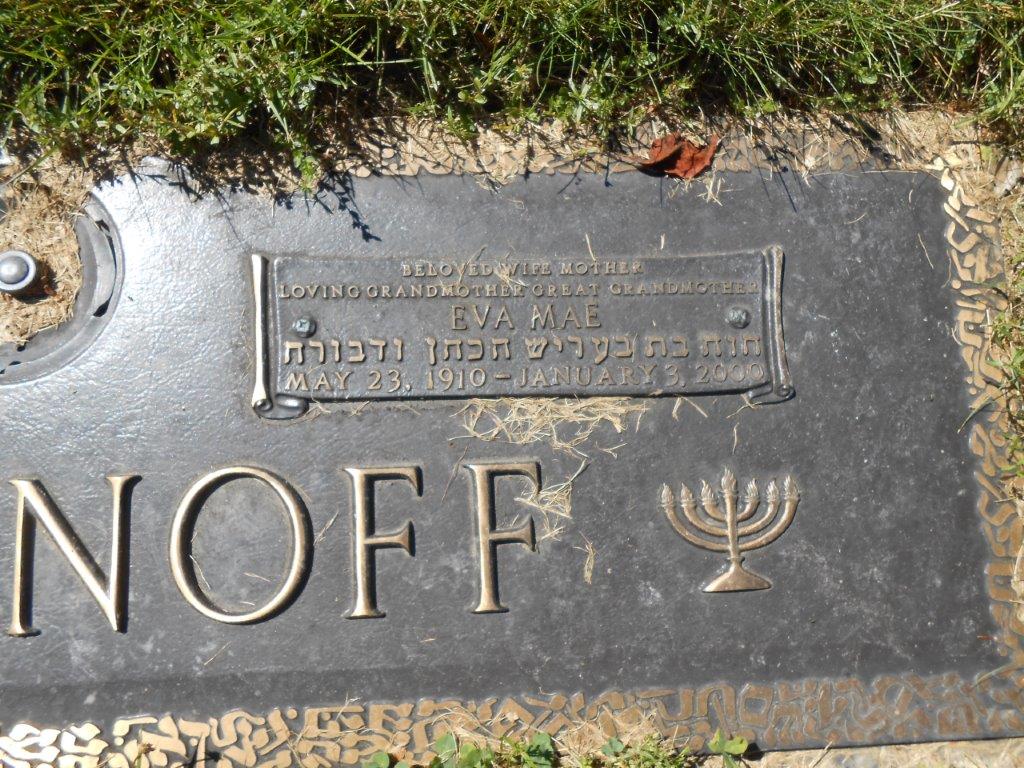 BELOVED WIFE MOTHER
LOVING GRANDMOTHER GREAT GRANDMOTHER
EVA MAE
חוה בת בעריש הכהן ודבורה
MAY 23, 1910 – JANUARY 3, 2000
NOFF